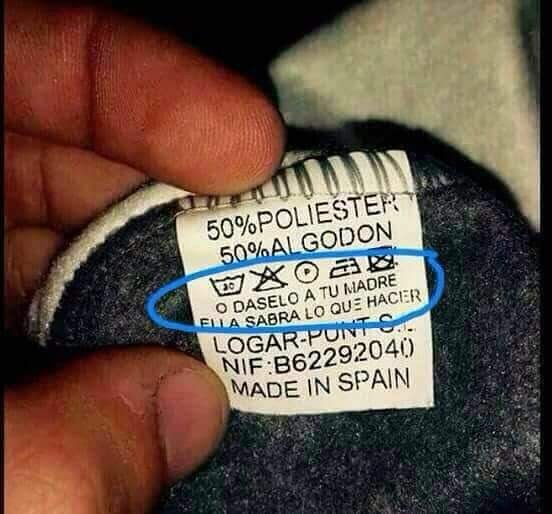 50%POLIESTER
50%ALGODON
30
O DASELO A TU MADRE
ELLA SABRA LO QUE HACER
LOGAR-PUNT S.L.
NIF:B62292040
MADE IN SPAIN